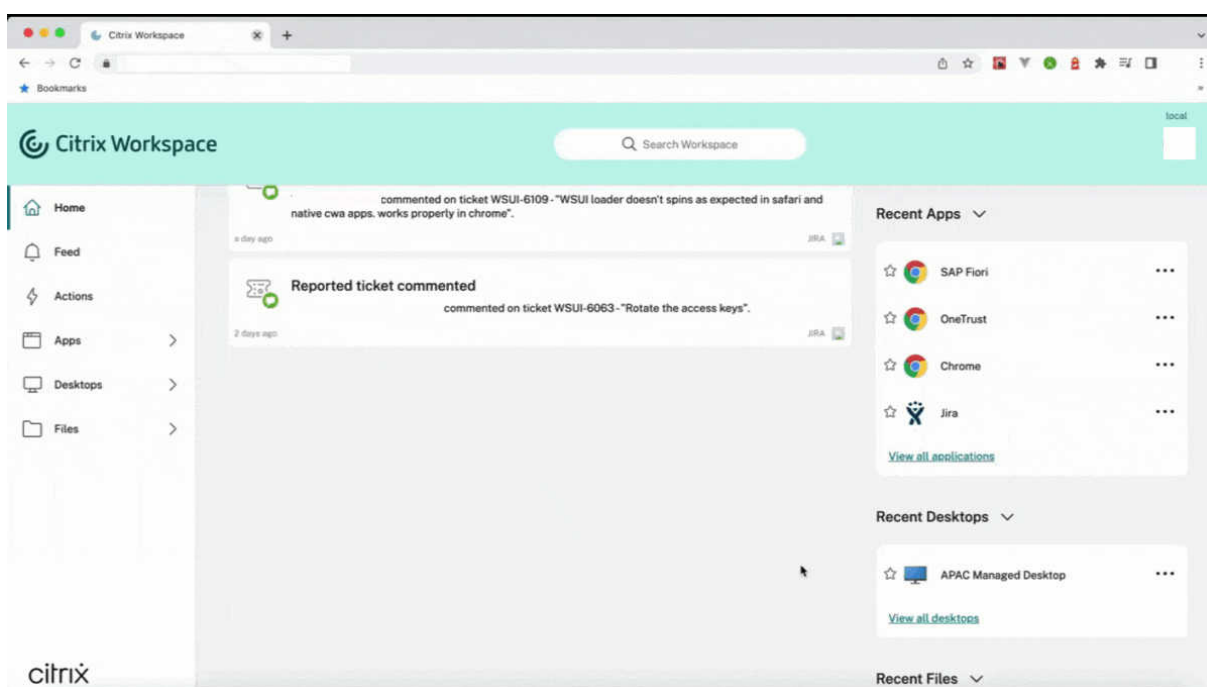 Citrix Workspace
Bookmarks
local
Citrix Workspace
Search Workspace
Home
Feed
Actions
Apps
Desktops
Files
citrix
commented on ticket WSUI-6109-"WSUI loader doesn't spins as expected in safari and
native cwa apps. works properly in chrome".
a day ago
JIRA
Reported ticket commented
commented on ticket WSUI-6063-"Rotate the access keys".
2 days ago
JIRA
Recent Apps
SAP Fiori
OneTrust
Chrome
Jira
View all applications
Recent Desktops
APAC Managed Desktop
View all desktops
Recent Files